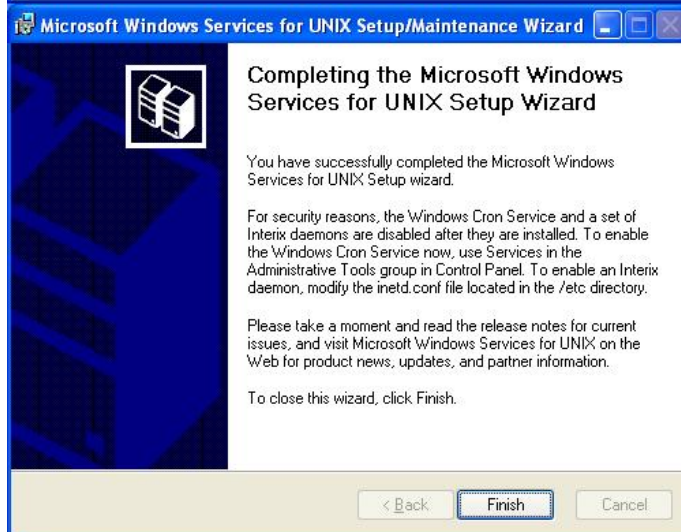 Microsoft Windows Services for UNIX Setup/Maintenance Wizard
Completing the Microsoft Windows
Services for UNIX Setup Wizard
You have successfully completed the Microsoft Windows
Services for UNIX Setup wizard.
For security reasons, the Windows Cron Service and a set of
Interix daemons are disabled after they are installed. To enable
the Windows Cron Service now, use Services in the
Administrative Tools group in Control Panel. To enable an Interix
daemon, modify the inetd.conf file located in the /etc directory.
Please take a moment and read the release notes for current
issues, and visit Microsoft Windows Services for UNIX on the
Web for product news, updates, and partner information.
To close this wizard, click Finish.
< Back Finish Cancel